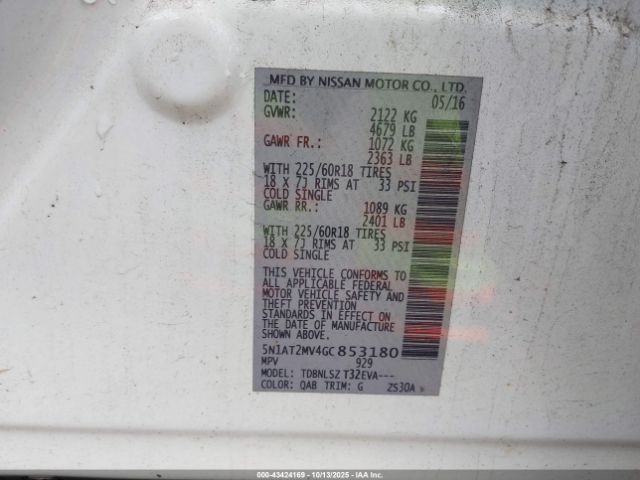 MFD BY NISSAN MOTOR CO., LTD.
DATE: 05/16
GVWR: 2122 KG
4679 LB
GAWR FR.: 1072 KG
2363 LB
WITH 225/60R18 TIRES
18 X 7J RIMS AT 33 PSI
COLD SINGLE
GAWR RR.: 1089 KG
2401 LB
WITH 225/60R18 TIRES
18 X 7J RIMS AT 33 PSI
COLD SINGLE
THIS VEHICLE CONFORMS TO
ALL APPLICABLE FEDERAL
MOTOR VEHICLE SAFETY AND
THEFT PREVENTION
STANDARDS IN EFFECT ON
THE DATE OF MANUFACTURE
SHOWN ABOVE.
5N1AT2MV4GC853180
MPV 929
MODEL: TDBNLSZ T32EVA---
COLOR: QAB TRIM: G ZS30A
000-43424169 - 10/13/2025 - IAA, Inc.